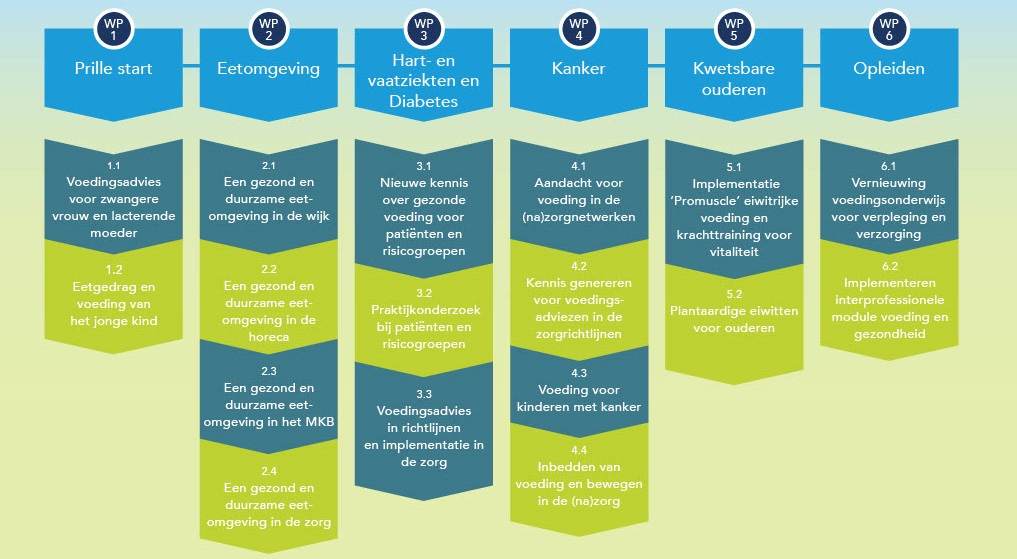 WP
1
Prille start
1.1
Voedingsadvies
voor zwangere
vrouw en lacterende
moeder
1.2
Eetgedrag en
voeding van
het jonge kind
WP
2
Eetomgeving
2.1
Een gezond en
duurzame eet-
omgeving in de wijk
2.2
Een gezond en
duurzame eet-
omgeving in de
horeca
2.3
Een gezond en
duurzame eet-
omgeving in het MKB
2.4
Een gezond en
duurzame eet-
omgeving in de zorg
WP
3
Hart- en
vaatziekten en
Diabetes
3.1
Nieuwe kennis
over gezonde
voeding voor
patiënten en
risicogroepen
3.2
Praktijkonderzoek
bij patiënten en
risicogroepen
3.3
Voedingsadvies
in richtlijnen
en implementatie in
de zorg
WP
4
Kanker
4.1
Aandacht voor
voeding in de
(na)zorgnetwerken
4.2
Kennis genereren
voor voedings-
adviezen in de
zorgrichtlijnen
4.3
Voeding voor
kinderen met kanker
4.4
Inbedden van
voeding en bewegen
in de (na)zorg
WP
5
Kwetsbare
ouderen
5.1
Implementatie
‘Promuscle’ eiwitrijke
voeding en
krachttraining voor
vitaliteit
5.2
Plantaardige eiwitten
voor ouderen
WP
6
Opleiden
6.1
Vernieuwing
voedingsonderwijs
voor verpleging en
verzorging
6.2
Implementeren
interprofessionele
module voeding en
gezondheid